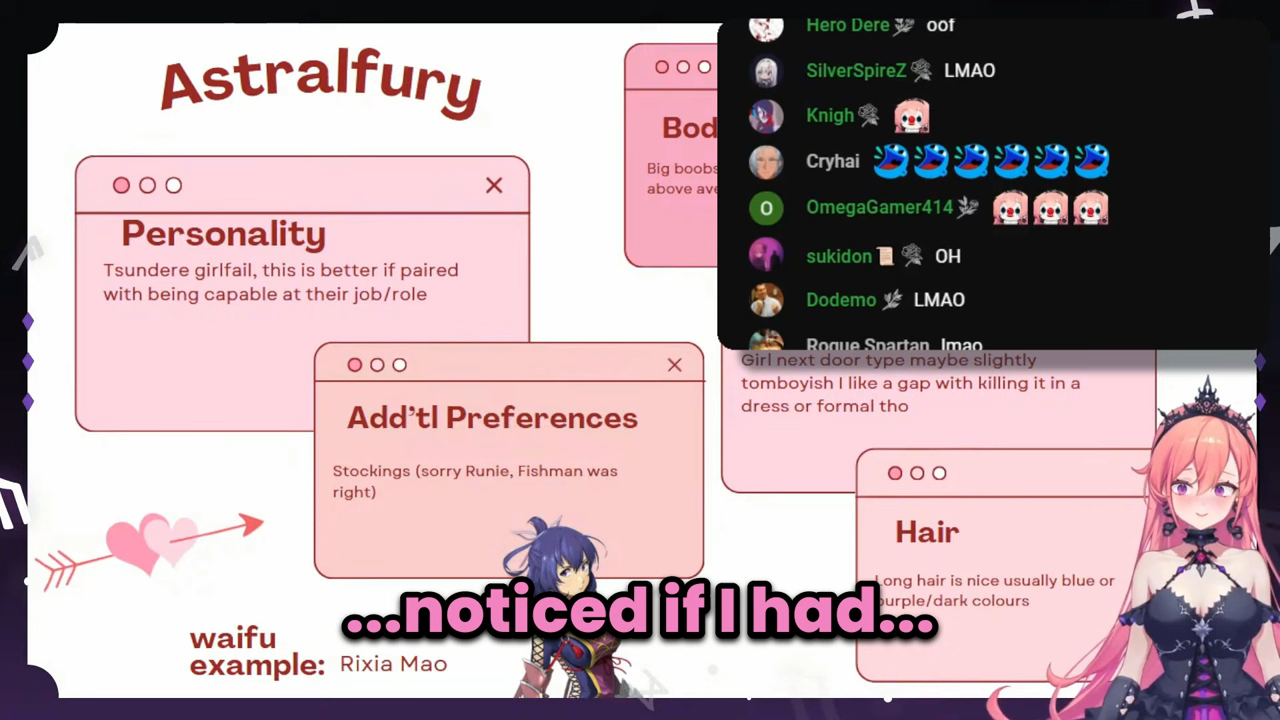 Astralfury
Personality
Tsundere girlfail, this is better if paired
with being capable at their job/role
Bod
Big boobs
above ave
Hero Dere oof
SilverSpireZ LMAO
Knigh
Cryhai
O OmegaGamer414
sukidon OH
Dodemo LMAO
Rogue Spartan lmao
Girl next door type maybe slightly
tomboyish I like a gap with killing it in a
dress or formal tho
Add'tl Preferences
Stockings (sorry Runie, Fishman was
right)
Hair
Long hair is nice usually blue or
purple/dark colours
...noticed if I had...
waifu
example: Rixia Mao